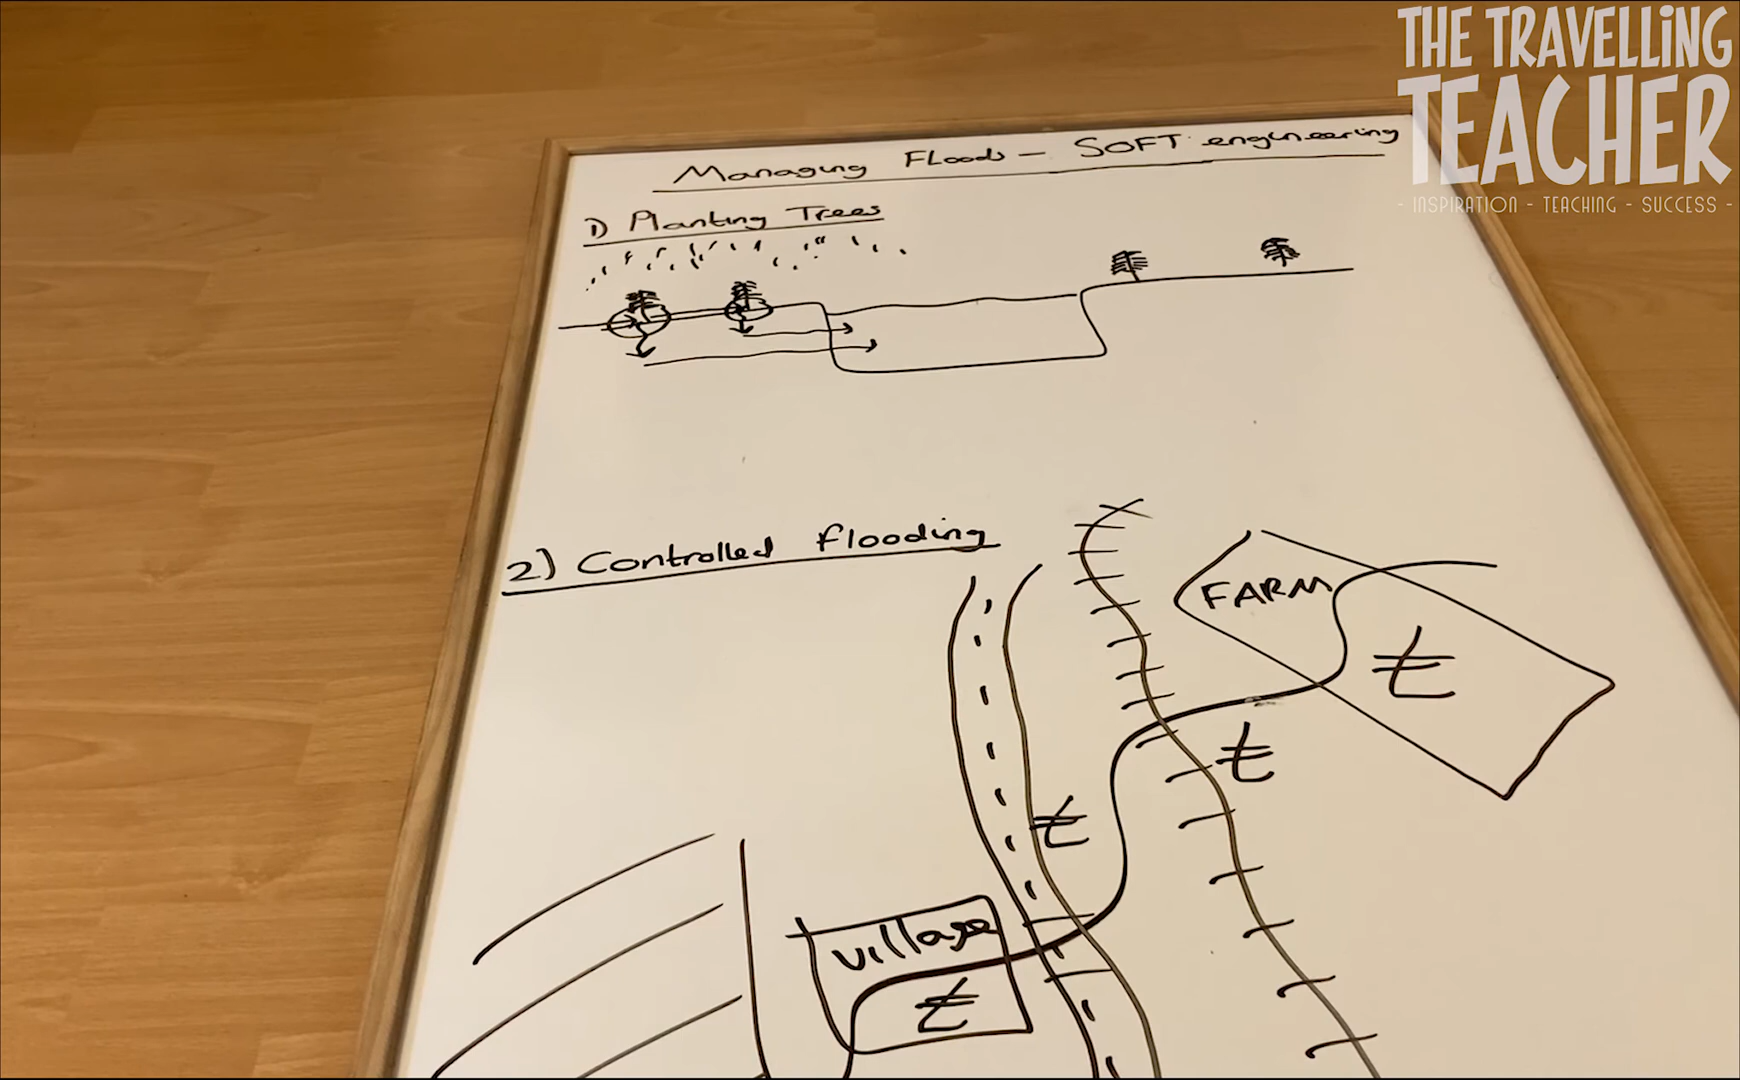 THE TRAVELLING
TEACHER
- INSPIRATION - TEACHING - SUCCESS -
Managing Floods - SOFT engineering
1) Planting Trees
2) Controlled flooding
FARM
£
£
£
village
£